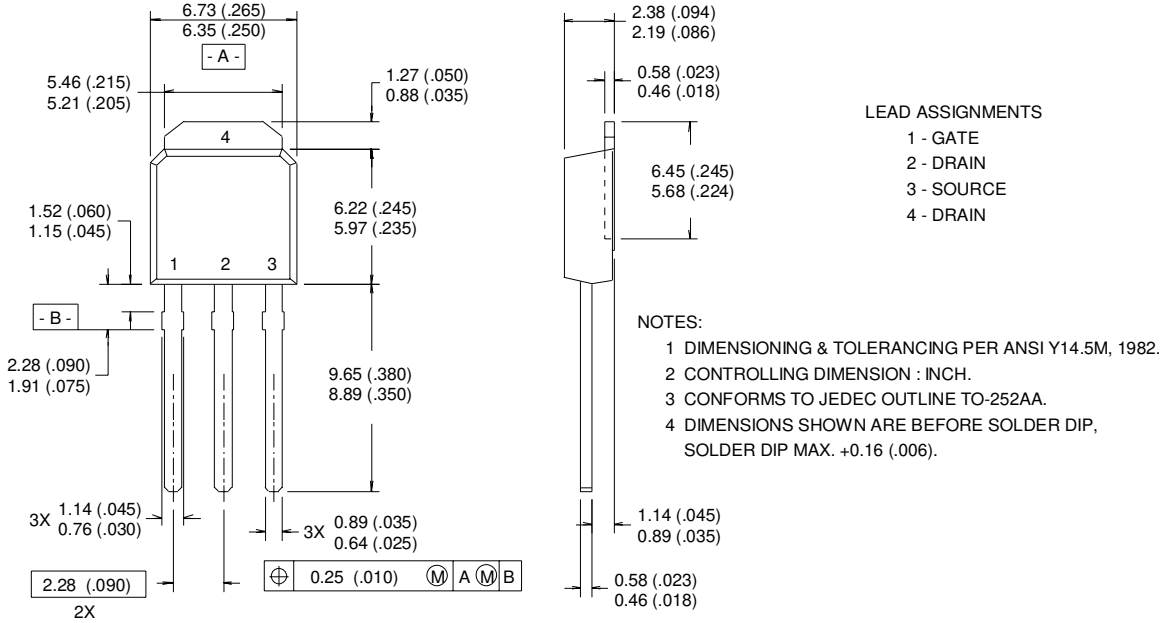 6.73 (.265)
6.35 (.250)
- A -
5.46 (.215)
5.21 (.205)
1.27 (.050)
0.88 (.035)
4
1.52 (.060)
1.15 (.045)
6.22 (.245)
5.97 (.235)
1 2 3
- B -
2.28 (.090)
1.91 (.075)
9.65 (.380)
8.89 (.350)
3X 1.14 (.045)
0.76 (.030)
3X 0.89 (.035)
0.64 (.025)
2.28 (.090)
2X
⌖ 0.25 (.010) Ⓜ A Ⓜ B
2.38 (.094)
2.19 (.086)
0.58 (.023)
0.46 (.018)
6.45 (.245)
5.68 (.224)
1.14 (.045)
0.89 (.035)
0.58 (.023)
0.46 (.018)
LEAD ASSIGNMENTS
1 - GATE
2 - DRAIN
3 - SOURCE
4 - DRAIN
NOTES:
1 DIMENSIONING & TOLERANCING PER ANSI Y14.5M, 1982.
2 CONTROLLING DIMENSION : INCH.
3 CONFORMS TO JEDEC OUTLINE TO-252AA.
4 DIMENSIONS SHOWN ARE BEFORE SOLDER DIP,
SOLDER DIP MAX. +0.16 (.006).